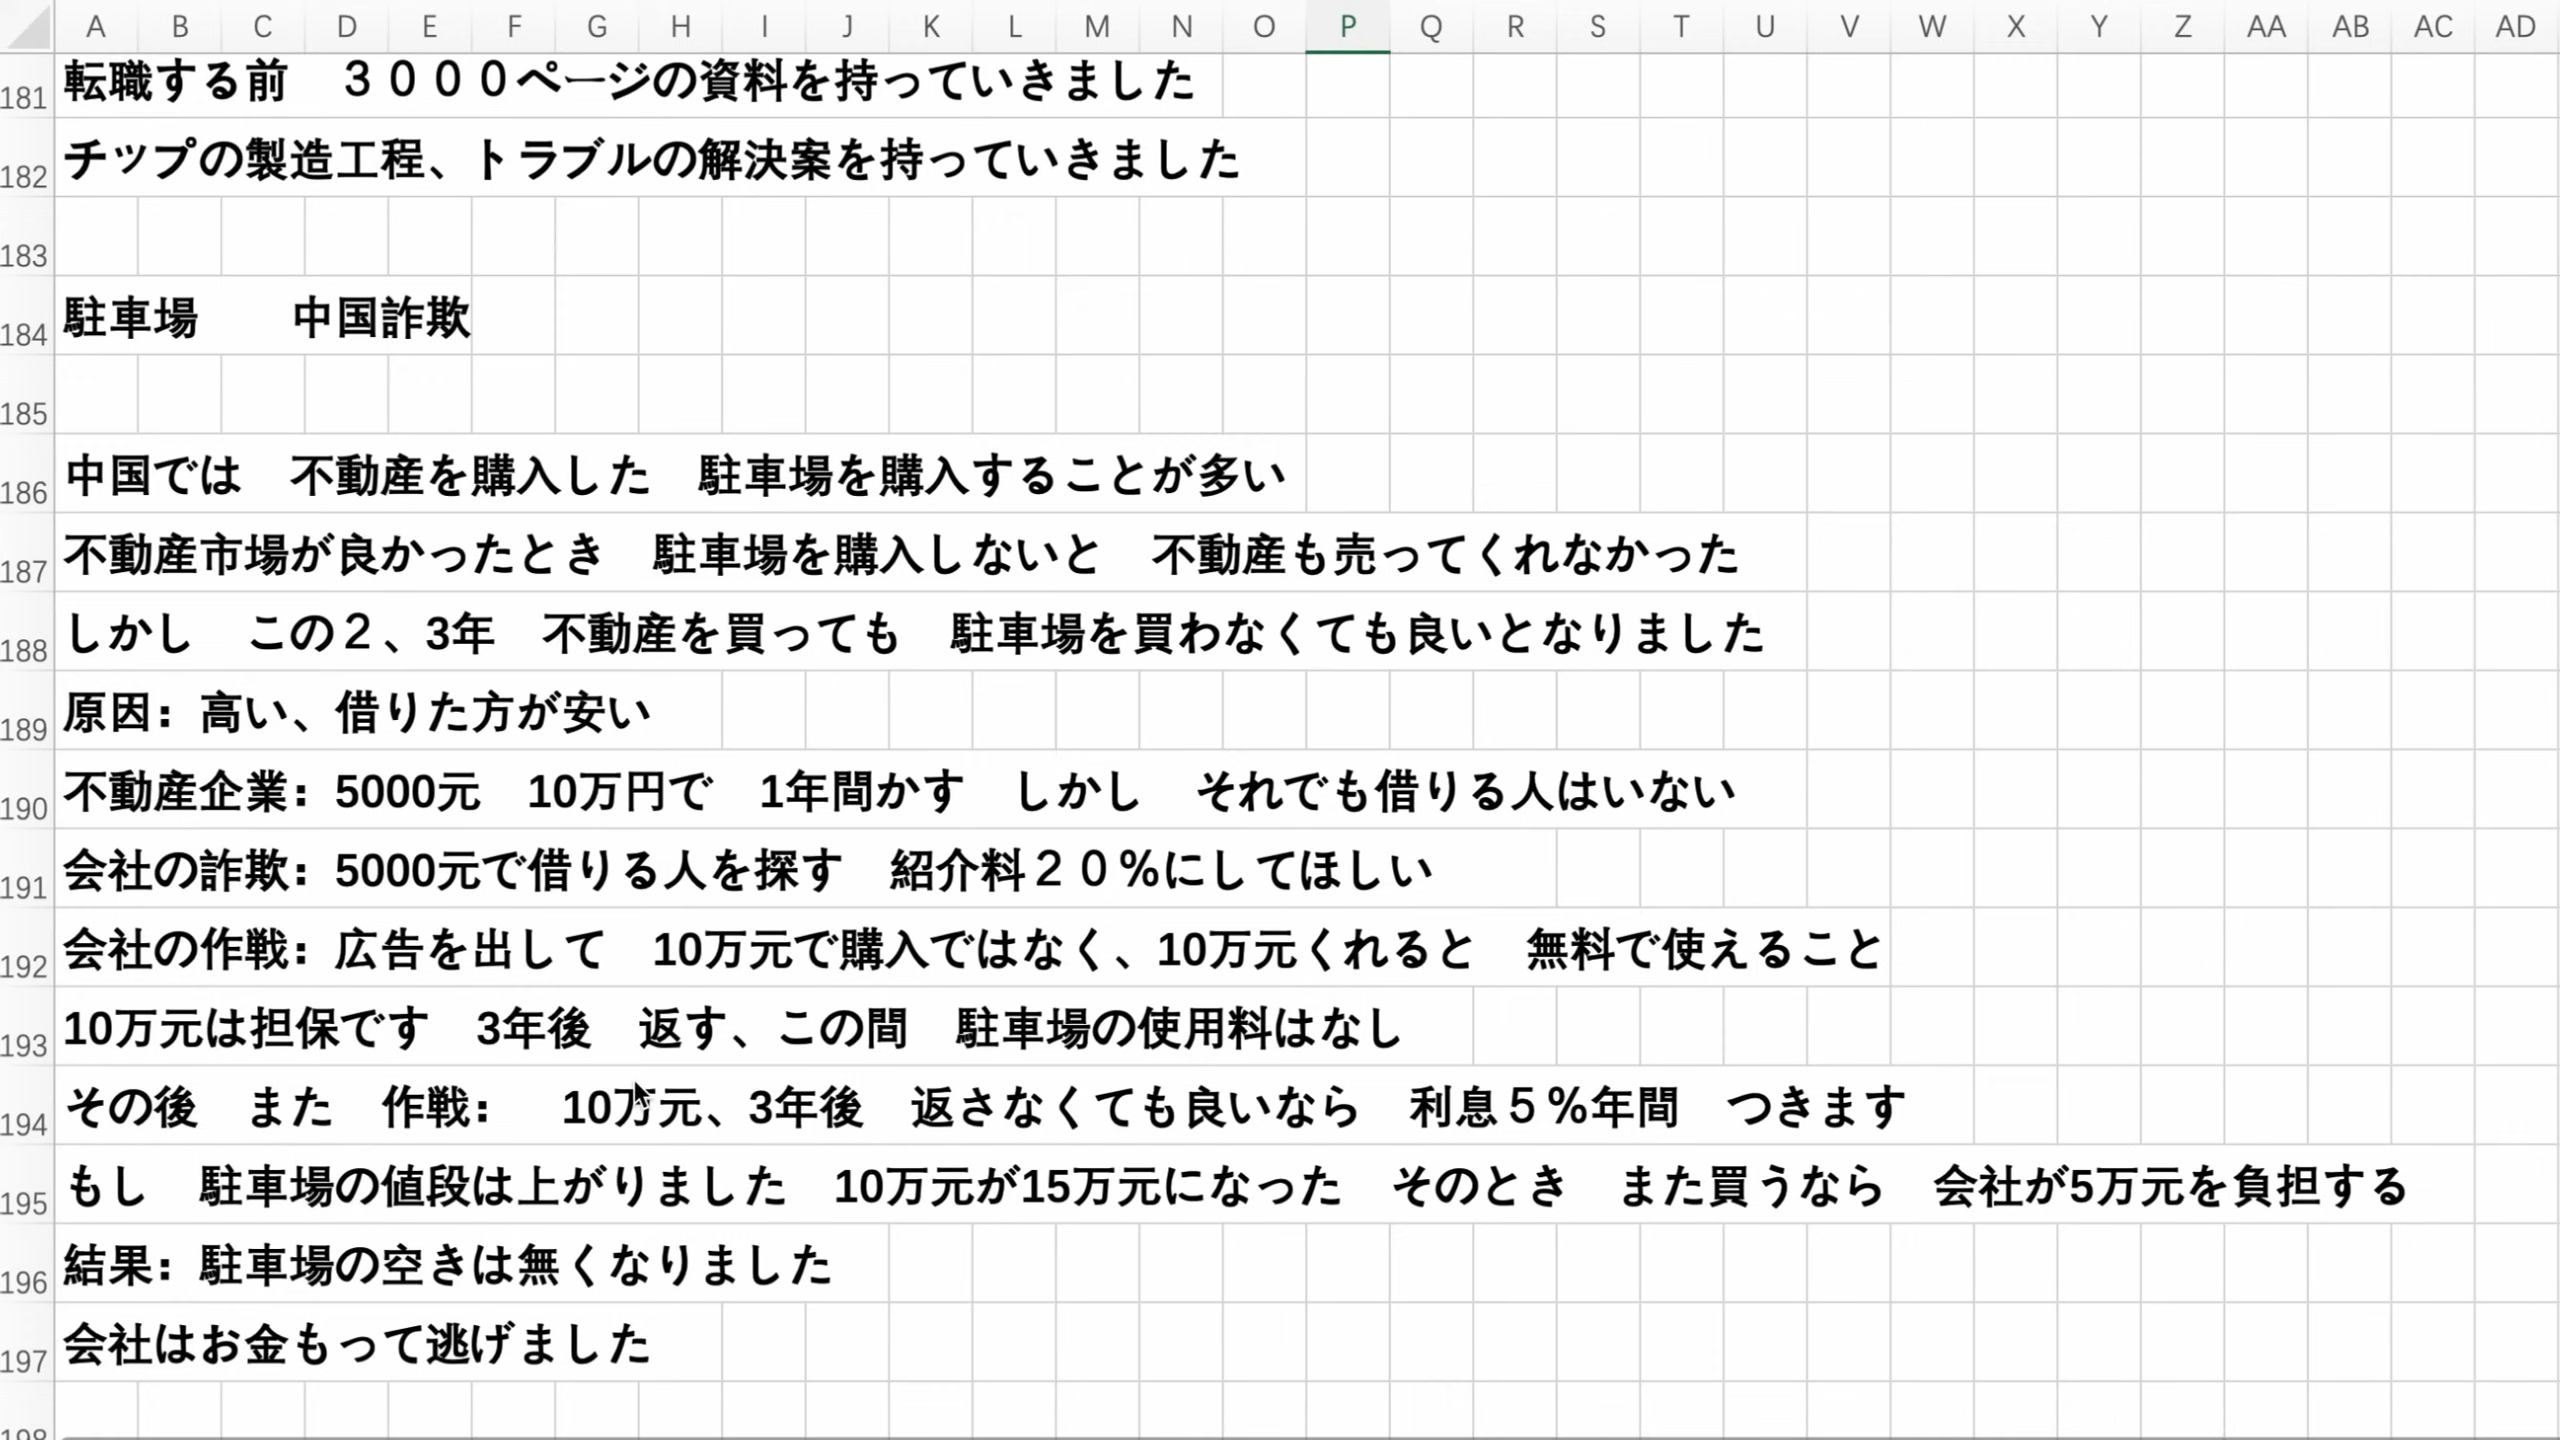 A B C D E F G H I J K L M N O P Q R S T U V W X Y Z AA AB AC AD
181 転職する前　３０００ページの資料を持っていきました
182 チップの製造工程、トラブルの解決案を持っていきました
183
184 駐車場　　中国詐欺
185
186 中国では　不動産を購入した　駐車場を購入することが多い
187 不動産市場が良かったとき　駐車場を購入しないと　不動産も売ってくれなかった
188 しかし　この２、3年　不動産を買っても　駐車場を買わなくても良いとなりました
189 原因：高い、借りた方が安い
190 不動産企業：5000元　10万円で　1年間かす　しかし　それでも借りる人はいない
191 会社の詐欺：5000元で借りる人を探す　紹介料２０%にしてほしい
192 会社の作戦：広告を出して　10万元で購入ではなく、10万元くれると　無料で使えること
193 10万元は担保です　3年後　返す、この間　駐車場の使用料はなし
194 その後　また　作戦：　10万元、3年後　返さなくても良いなら　利息５%年間　つきます
195 もし　駐車場の値段は上がりました　10万元が15万元になった　そのとき　また買うなら　会社が5万元を負担する
196 結果：駐車場の空きは無くなりました
197 会社はお金もって逃げました
198